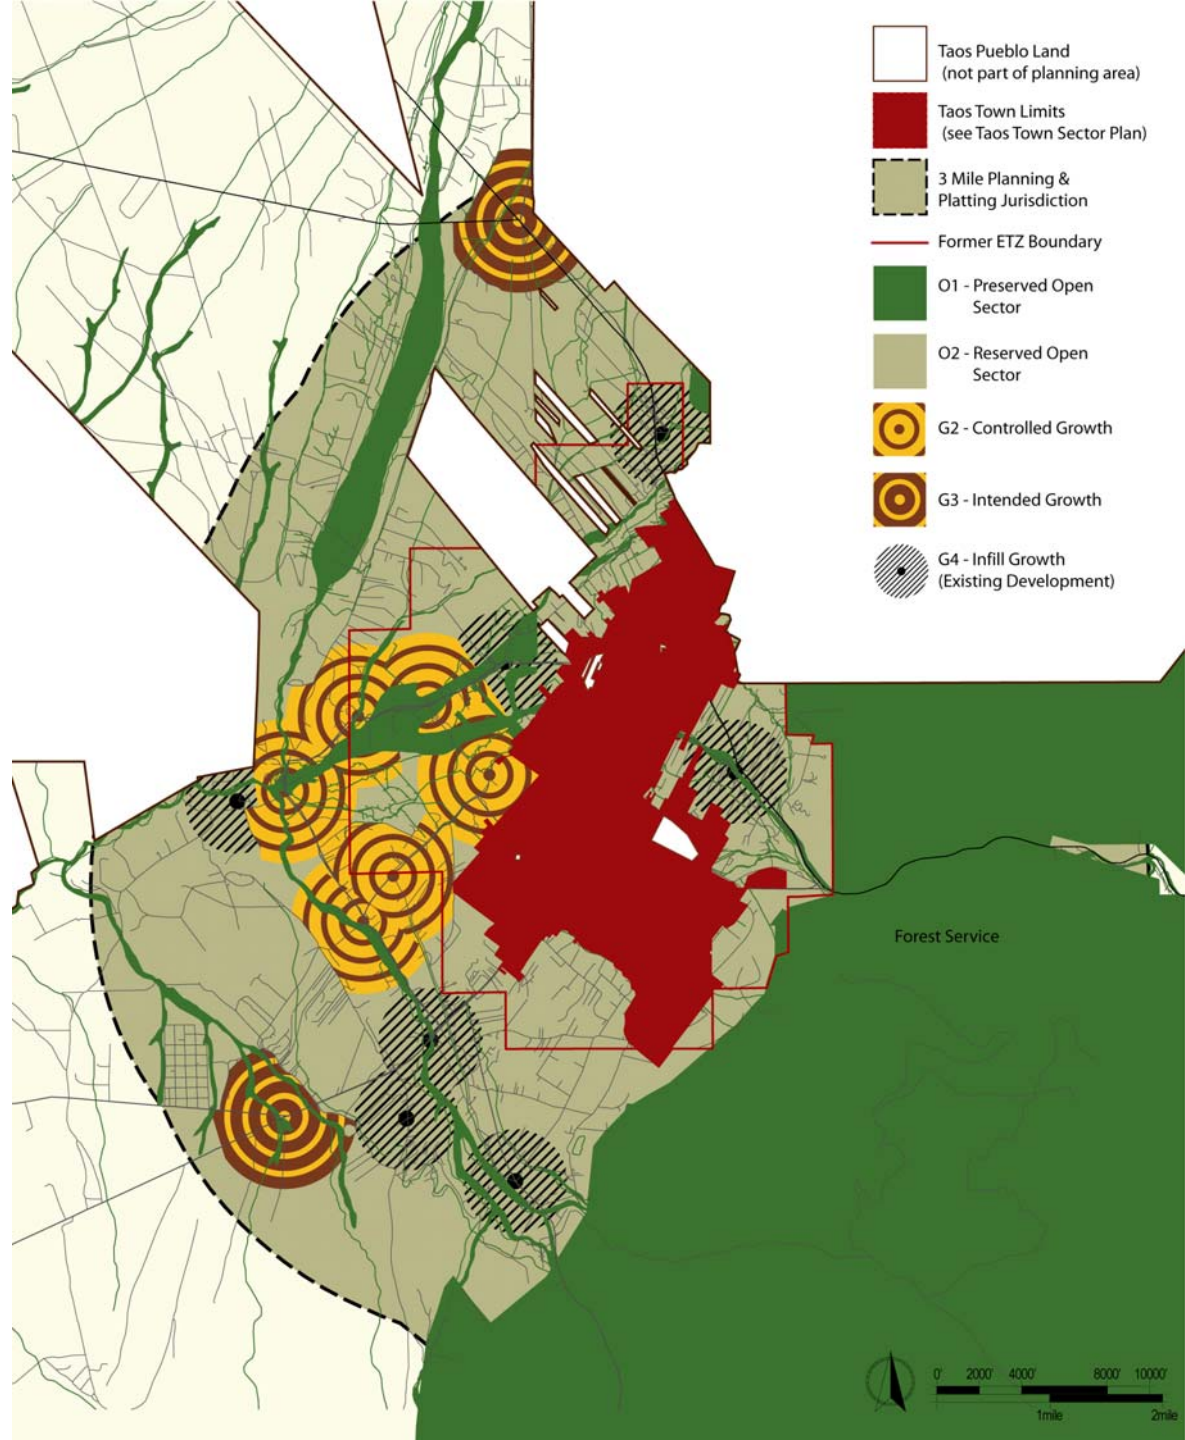 Taos Pueblo Land
(not part of planning area)
Taos Town Limits
(see Taos Town Sector Plan)
3 Mile Planning &
Platting Jurisdiction
Former ETZ Boundary
O1 - Preserved Open
Sector
O2 - Reserved Open
Sector
G2 - Controlled Growth
G3 - Intended Growth
G4 - Infill Growth
(Existing Development)
Forest Service
0' 2000' 4000' 8000' 10000'
1mile 2mile